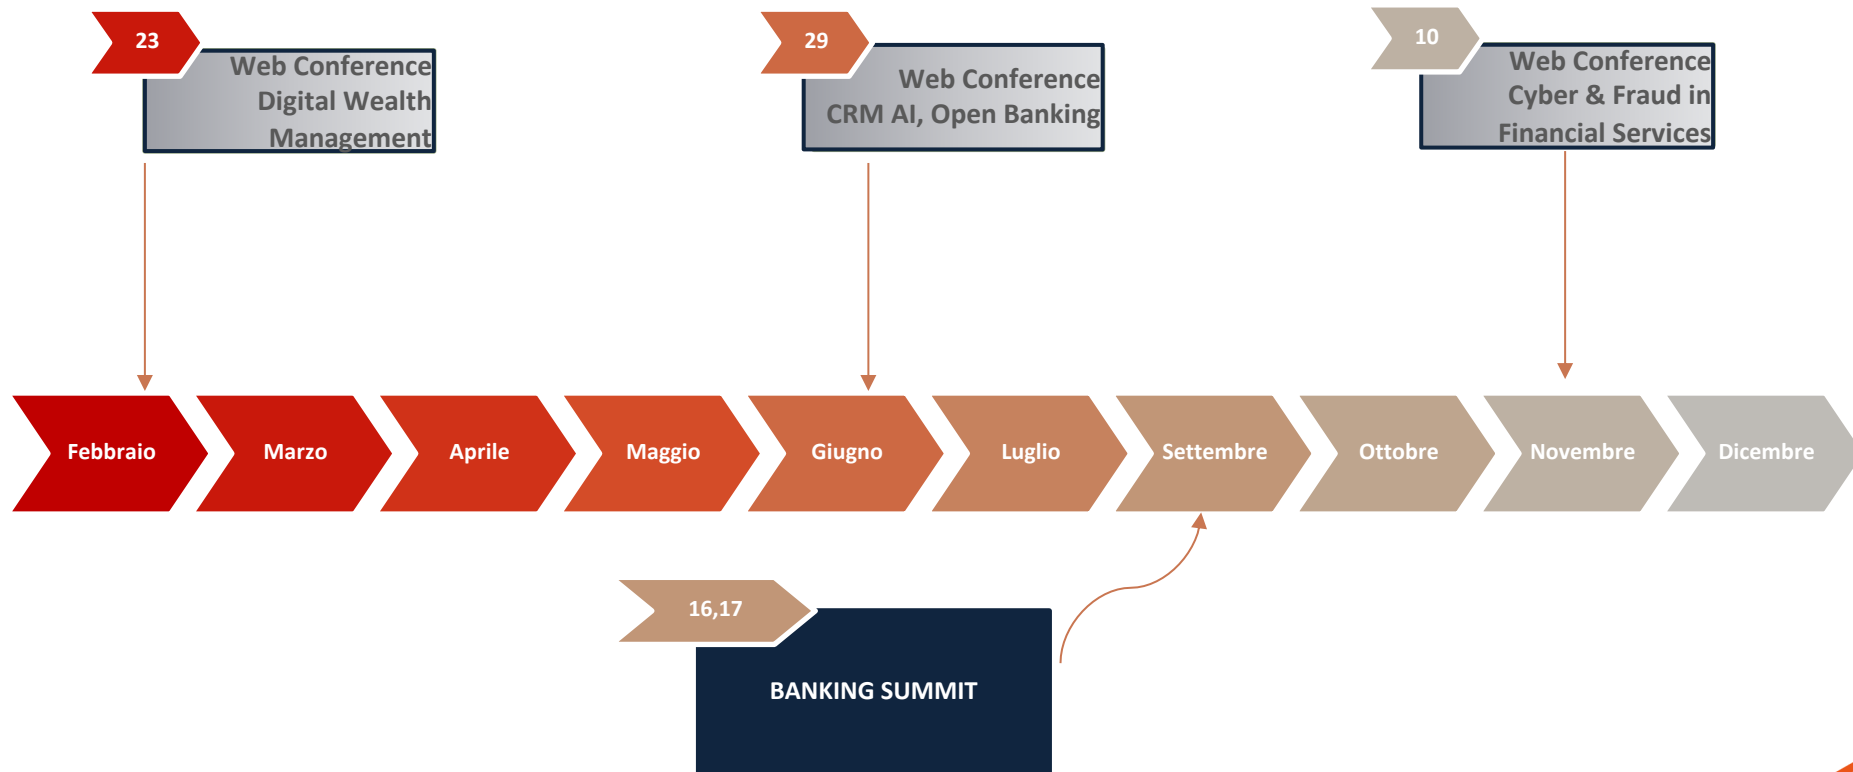 23
Web Conference
Digital Wealth
Management
29
Web Conference
CRM AI, Open Banking
10
Web Conference
Cyber & Fraud in
Financial Services
Febbraio
Marzo
Aprile
Maggio
Giugno
Luglio
Settembre
Ottobre
Novembre
Dicembre
16,17
BANKING SUMMIT